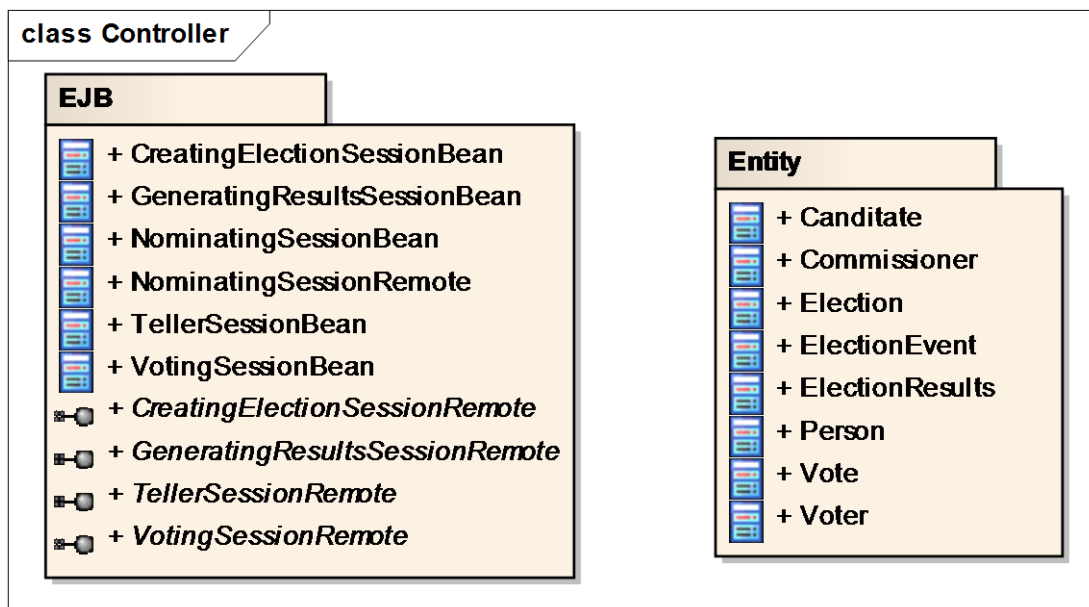 class Controller
EJB
+ CreatingElectionSessionBean
+ GeneratingResultsSessionBean
+ NominatingSessionBean
+ NominatingSessionRemote
+ TellerSessionBean
+ VotingSessionBean
+ CreatingElectionSessionRemote
+ GeneratingResultsSessionRemote
+ TellerSessionRemote
+ VotingSessionRemote
Entity
+ Canditate
+ Commissioner
+ Election
+ ElectionEvent
+ ElectionResults
+ Person
+ Vote
+ Voter